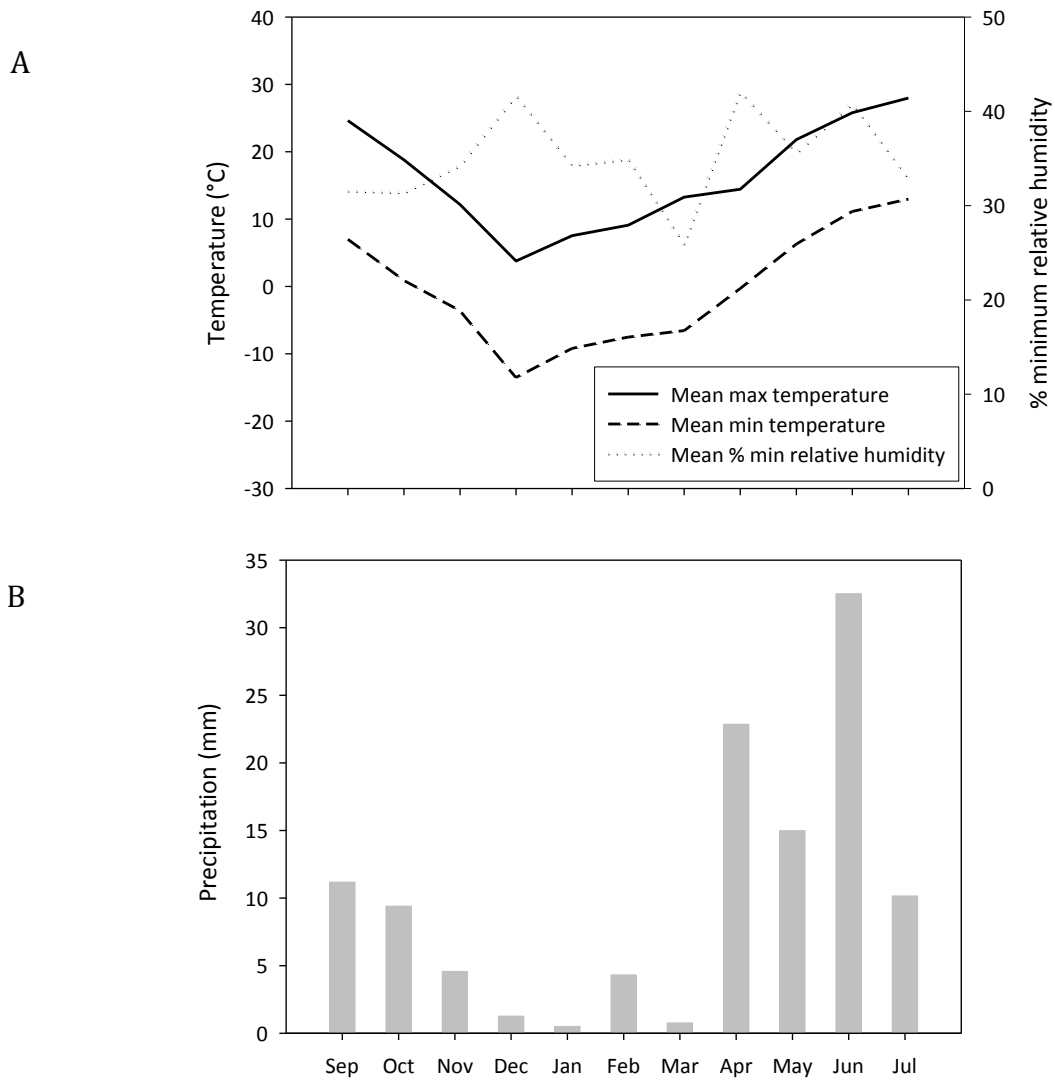 A
Temperature (°C)
40
30
20
10
0
-10
-20
-30
50
40
30
20
10
0
% minimum relative humidity
Mean max temperature
Mean min temperature
Mean % min relative humidity
B
Precipitation (mm)
35
30
25
20
15
10
5
0
Sep Oct Nov Dec Jan Feb Mar Apr May Jun Jul